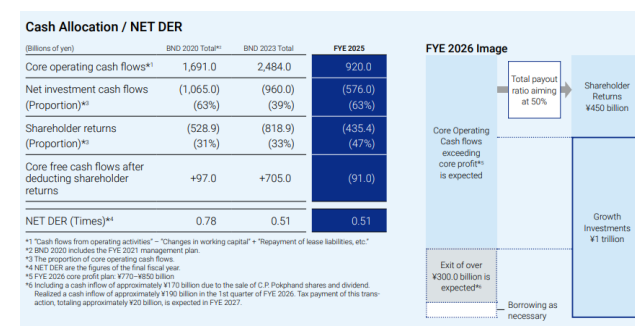 Cash Allocation / NET DER
(Billions of yen) BND 2020 Total*² BND 2023 Total FYE 2025
Core operating cash flows*¹ 1,691.0 2,484.0 920.0
Net investment cash flows (1,065.0) (960.0) (576.0)
(Proportion)*³ (63%) (39%) (63%)
Shareholder returns (528.9) (818.9) (435.4)
(Proportion)*³ (31%) (33%) (47%)
Core free cash flows after
deducting shareholder +97.0 +705.0 (91.0)
returns
NET DER (Times)*⁴ 0.78 0.51 0.51
*1 "Cash flows from operating activities" – "Changes in working capital" + "Repayment of lease liabilities, etc."
*2 BND 2020 includes the FYE 2021 management plan.
*3 The proportion of core operating cash flows.
*4 NET DER are the figures of the final fiscal year.
*5 FYE 2026 core profit plan: ¥770–¥850 billion
*6 Including a cash inflow of approximately ¥170 billion due to the sale of C.P. Pokphand shares and dividend.
Realized a cash inflow of approximately ¥190 billion in the 1st quarter of FYE 2026. Tax payment of this trans-
action, totaling approximately ¥20 billion, is expected in FYE 2027.
FYE 2026 Image
Total payout
ratio aiming
at 50%
Shareholder
Returns
¥450 billion
Core Operating
Cash flows
exceeding
core profit*⁵
is expected
Growth
Investments
¥1 trillion
Exit of over
¥300.0 billion is
expected*⁶
Borrowing as
necessary